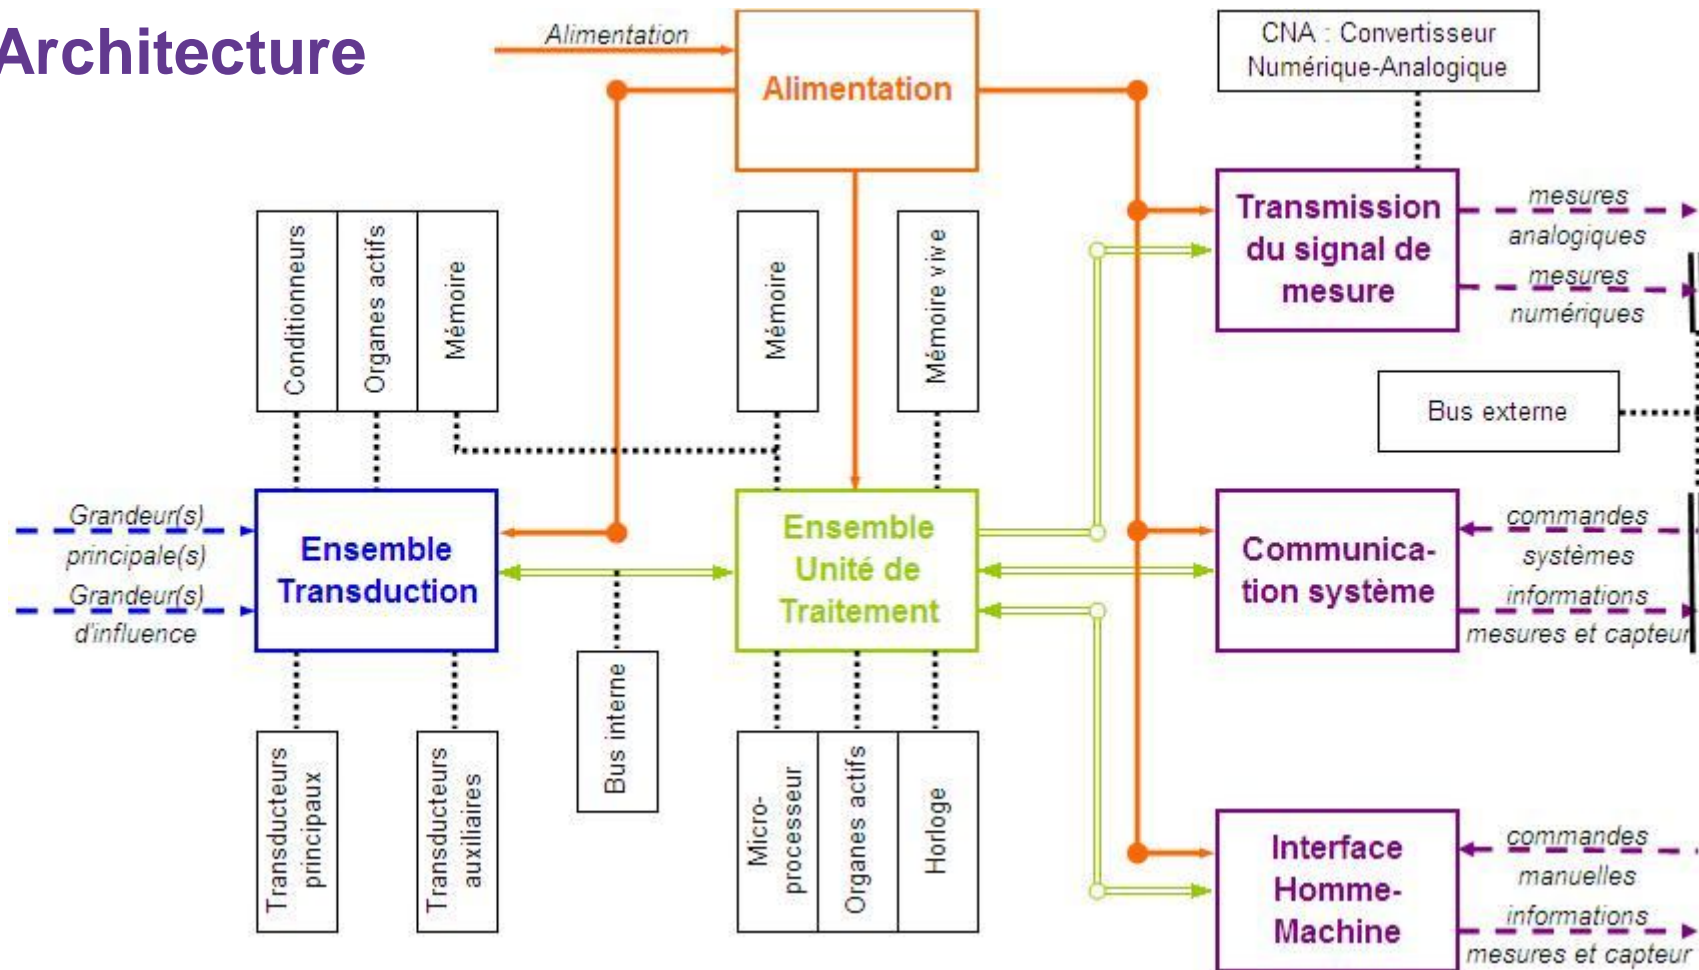 Architecture
Alimentation
Alimentation
CNA : Convertisseur
Numérique-Analogique
Conditionneurs
Organes actifs
Mémoire
Mémoire
Mémoire vive
Transmission
du signal de
mesure
mesures
analogiques
mesures
numériques
Bus externe
Grandeur(s)
principale(s)
Grandeur(s)
d'influence
Ensemble
Transduction
Ensemble
Unité de
Traitement
Communica-
tion système
commandes
systèmes
informations
mesures et capteur
Bus interne
Transducteurs
principaux
Transducteurs
auxiliaires
Micro-
processeur
Organes actifs
Horloge
Interface
Homme-
Machine
commandes
manuelles
informations
mesures et capteur